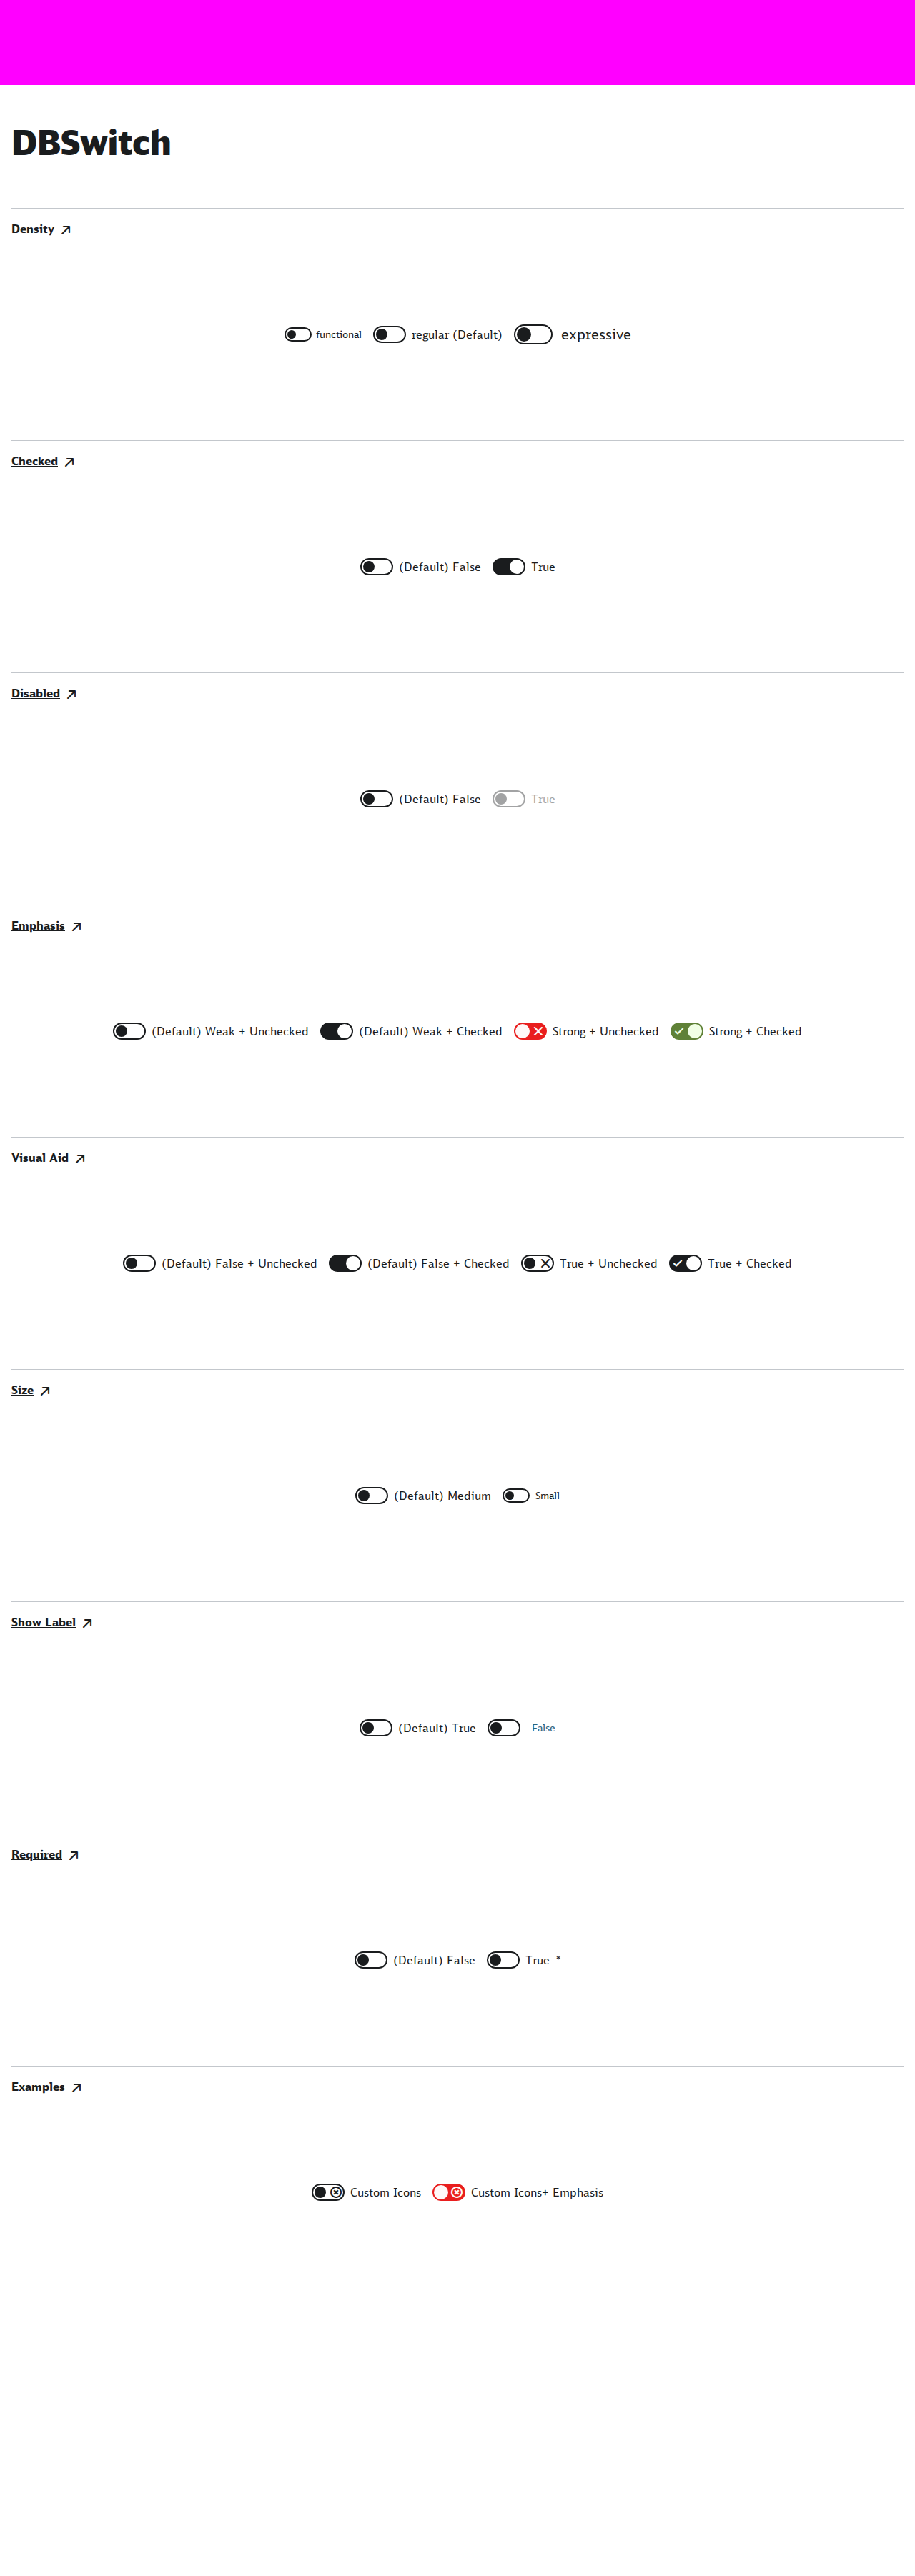 DBSwitch
Density
functional regular (Default) expressive
Checked
(Default) False True
Disabled
(Default) False True
Emphasis
(Default) Weak + Unchecked (Default) Weak + Checked Strong + Unchecked Strong + Checked
Visual Aid
(Default) False + Unchecked (Default) False + Checked True + Unchecked True + Checked
Size
(Default) Medium Small
Show Label
(Default) True False
Required
(Default) False True *
Examples
Custom Icons Custom Icons+ Emphasis